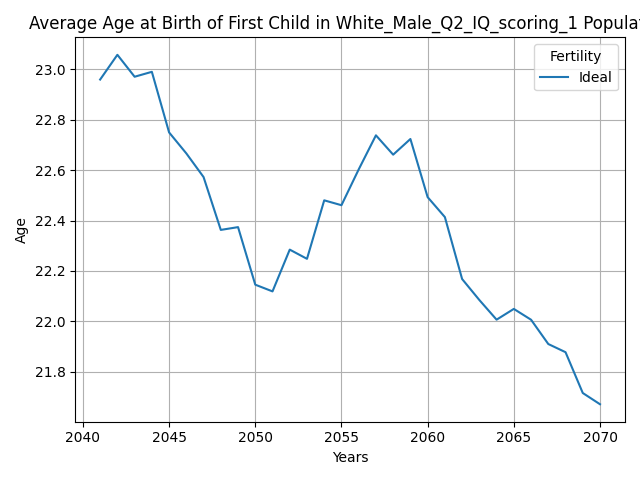 Average Age at Birth of First Child in White_Male_Q2_IQ_scoring_1 Populat
Fertility
Ideal
23.0
22.8
22.6
22.4
22.2
22.0
21.8
Age
2040 2045 2050 2055 2060 2065 2070
Years